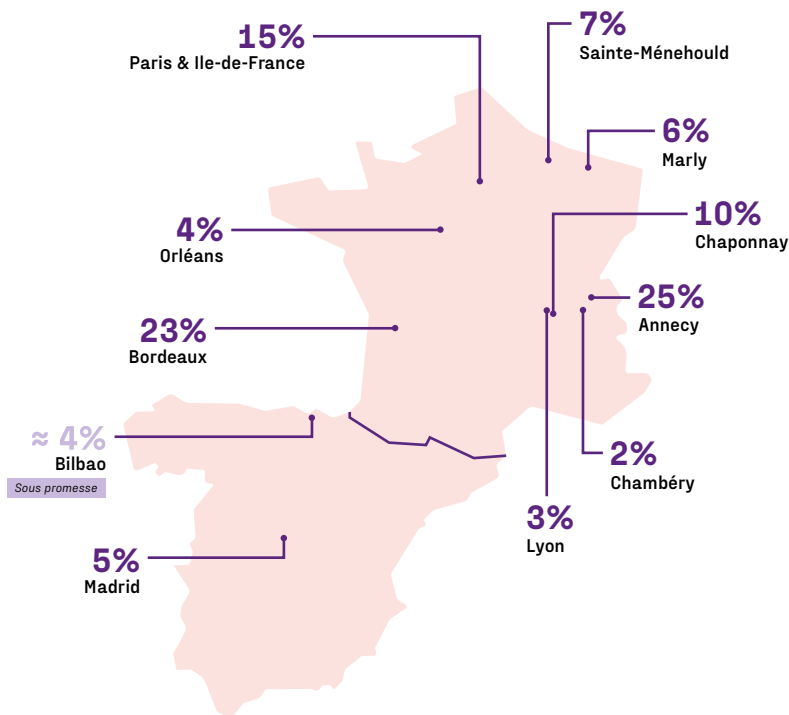 15%
Paris & Ile-de-France
7%
Sainte-Ménehould
6%
Marly
10%
Chaponnay
4%
Orléans
25%
Annecy
23%
Bordeaux
≈ 4%
Bilbao
Sous promesse
2%
Chambéry
3%
Lyon
5%
Madrid